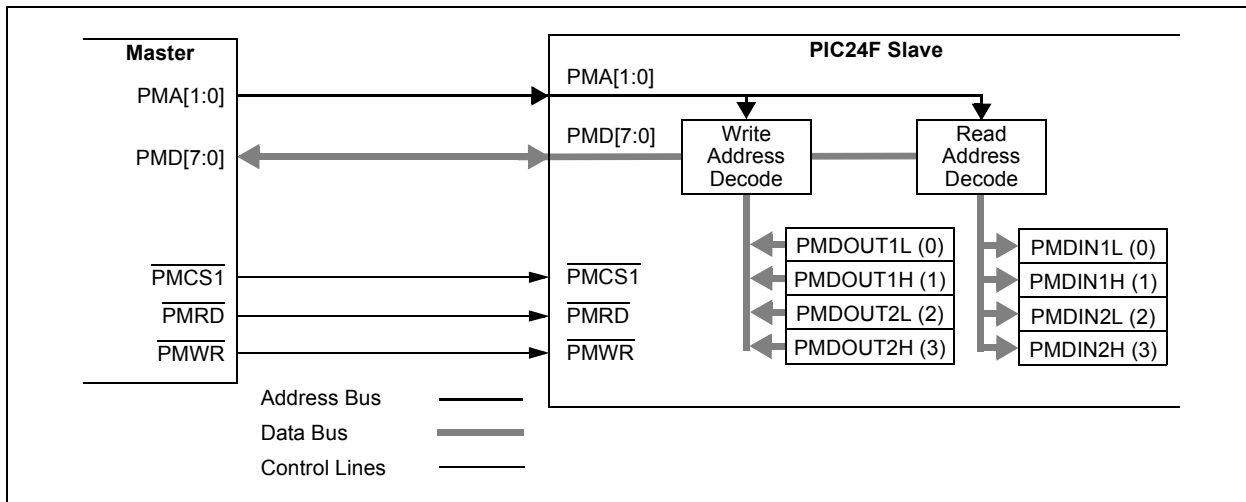 Master
PIC24F Slave
PMA[1:0]
PMA[1:0]
PMD[7:0]
PMD[7:0]
Write
Address
Decode
Read
Address
Decode
PMDOUT1L (0)
PMDOUT1H (1)
PMDOUT2L (2)
PMDOUT2H (3)
PMDIN1L (0)
PMDIN1H (1)
PMDIN2L (2)
PMDIN2H (3)
PMCS1
PMCS1
PMRD
PMRD
PMWR
PMWR
Address Bus
Data Bus
Control Lines